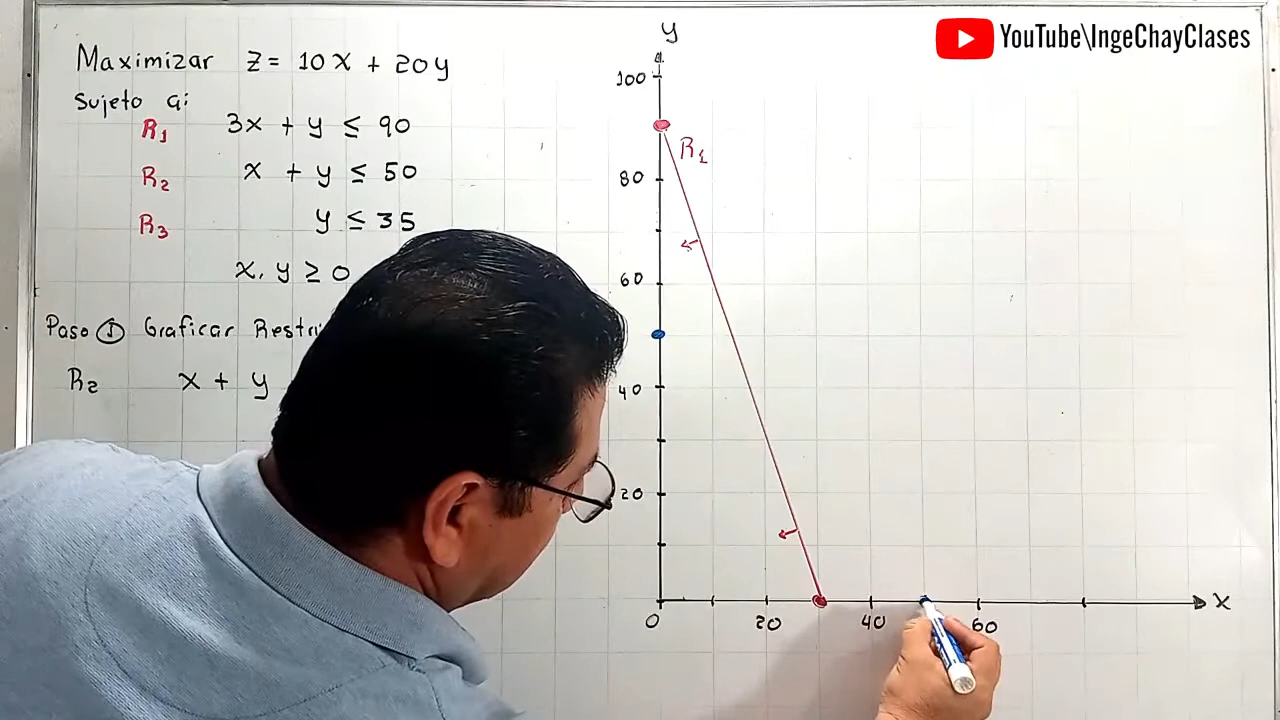 YouTube\IngeChayClases
Maximizar Z = 10X + 20y
Sujeto a:
R1 3x + y ≤ 90
R2 x + y ≤ 50
R3 y ≤ 35
x, y ≥ 0
Paso 1 Graficar
R2 x + y
y
100
80
60
40
20
R1
0 20 40 60 X